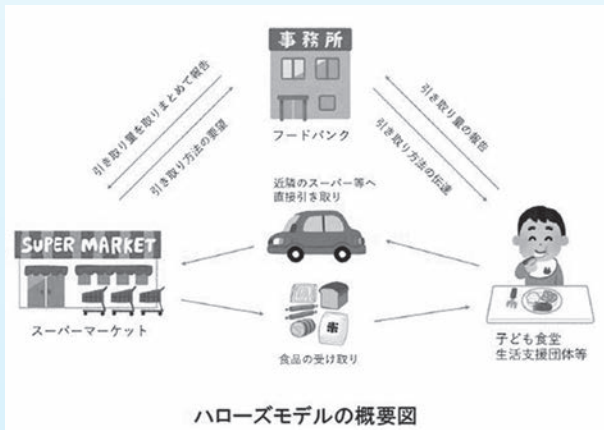 事務所
フードバンク
引き取り量を取りまとめて報告
引き取り方法の要望
引き取り量の報告
引き取り方法の伝達
近隣のスーパー等へ
直接引き取り
SUPER MARKET
スーパーマーケット
米
食品の受け取り
子ども食堂
生活支援団体等
ハローズモデルの概要図